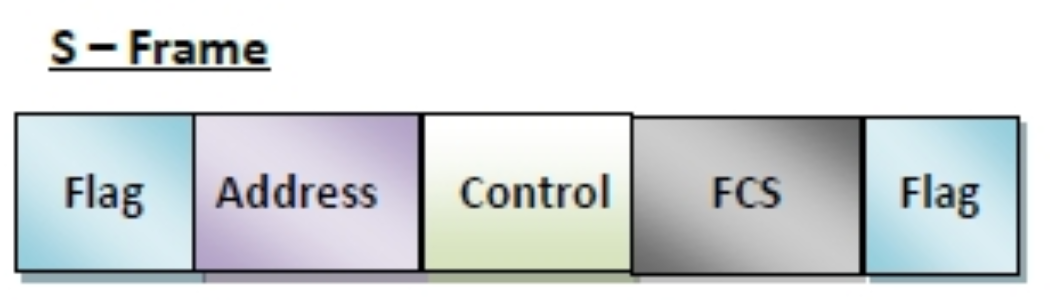 S – Frame
Flag Address Control FCS Flag